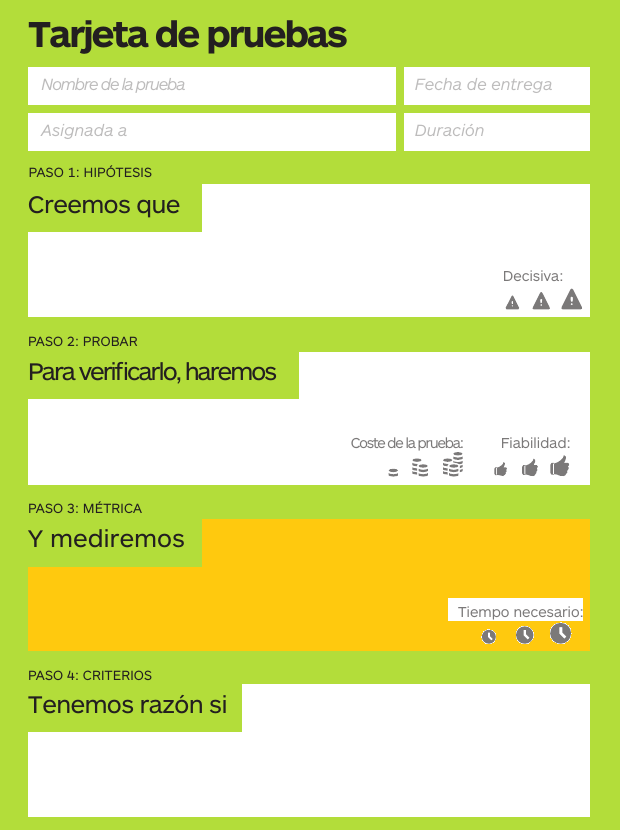 Tarjeta de pruebas
Nombre de la prueba
Fecha de entrega
Asignada a
Duración
PASO 1: HIPÓTESIS
Creemos que
Decisiva:
PASO 2: PROBAR
Para verificarlo, haremos
Coste de la prueba:
Fiabilidad:
PASO 3: MÉTRICA
Y mediremos
Tiempo necesario:
PASO 4: CRITERIOS
Tenemos razón si